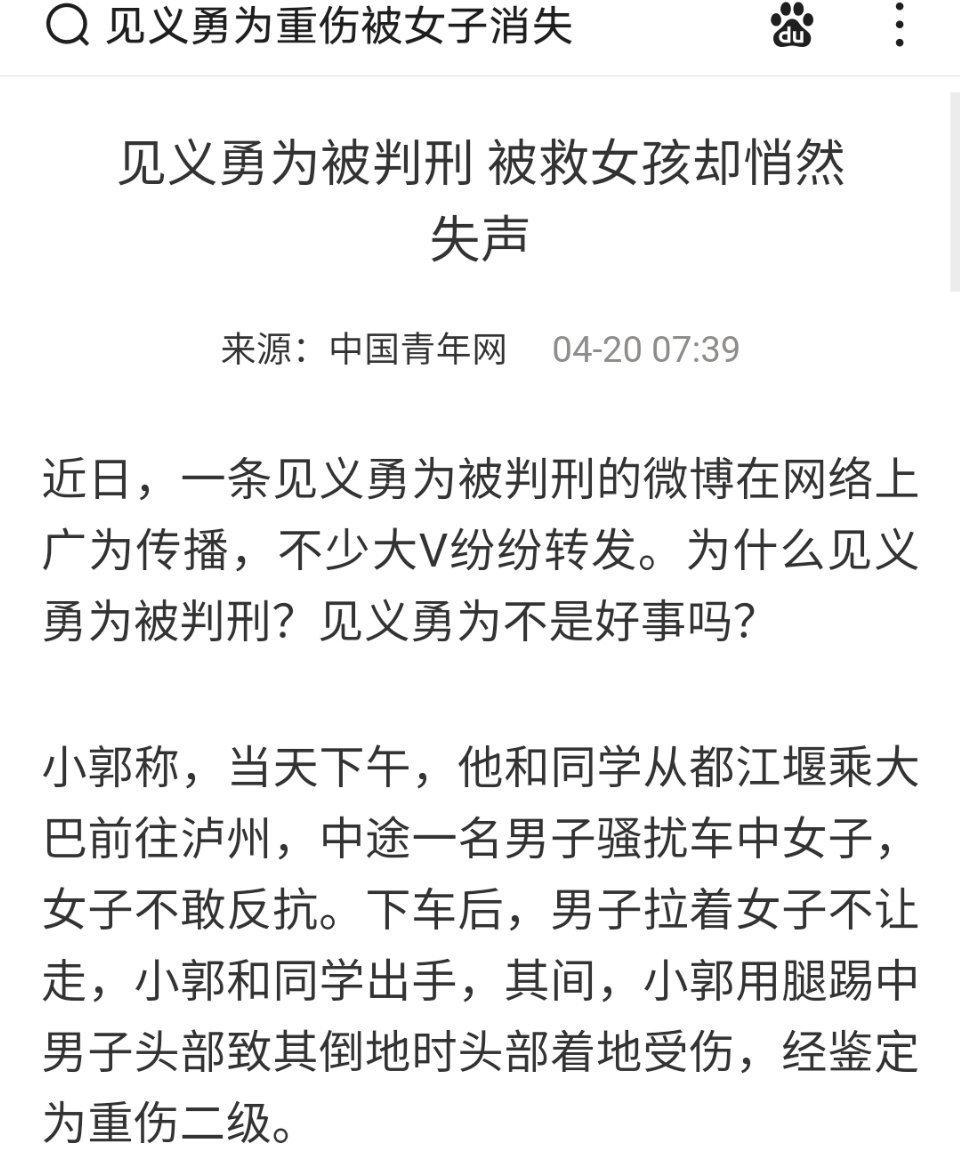 见义勇为重伤被女子消失
du
见义勇为被判刑 被救女孩却悄然
失声
来源：中国青年网 04-20 07:39
近日，一条见义勇为被判刑的微博在网络上
广为传播，不少大V纷纷转发。为什么见义
勇为被判刑？见义勇为不是好事吗？
小郭称，当天下午，他和同学从都江堰乘大
巴前往泸州，中途一名男子骚扰车中女子，
女子不敢反抗。下车后，男子拉着女子不让
走，小郭和同学出手，其间，小郭用腿踢中
男子头部致其倒地时头部着地受伤，经鉴定
为重伤二级。